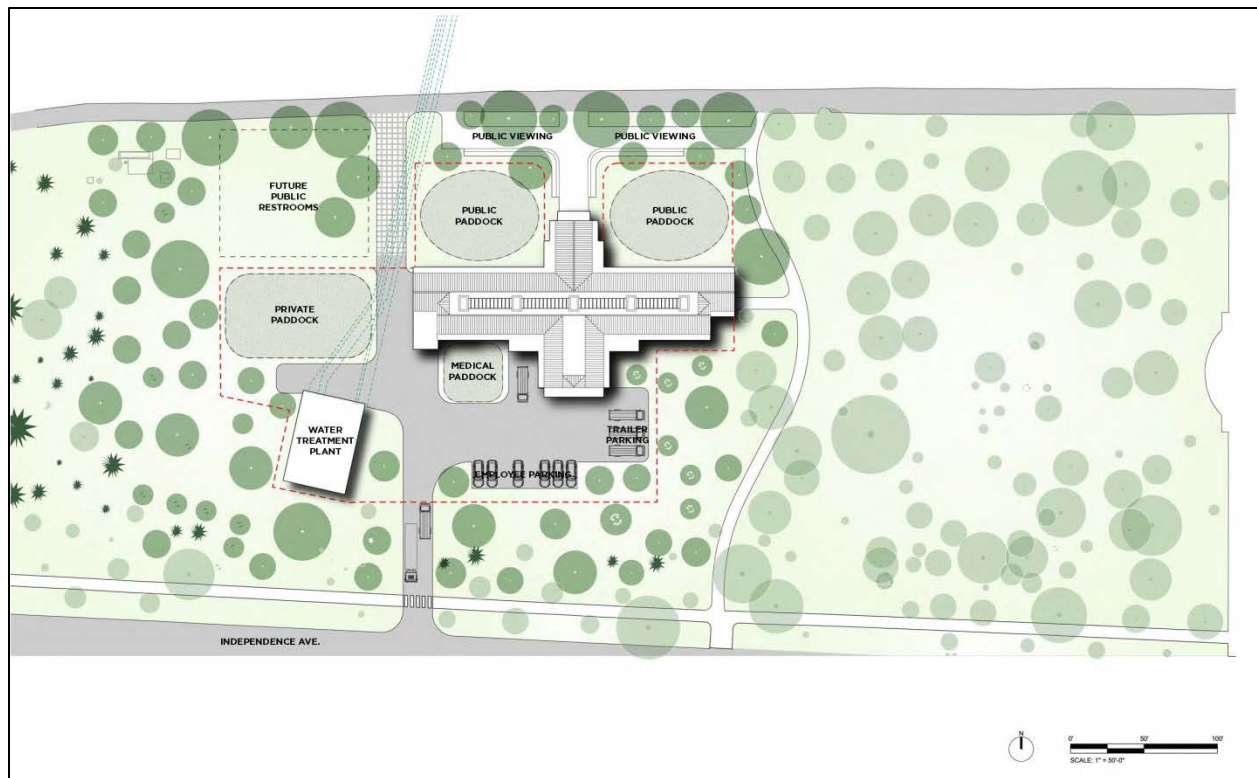 PUBLIC VIEWING
PUBLIC VIEWING
FUTURE
PUBLIC
RESTROOMS
PUBLIC
PADDOCK
PUBLIC
PADDOCK
PRIVATE
PADDOCK
MEDICAL
PADDOCK
WATER
TREATMENT
PLANT
TRAILER
PARKING
EMPLOYEE PARKING
INDEPENDENCE AVE.
N
0'
50'
100'
SCALE: 1" = 50'-0"